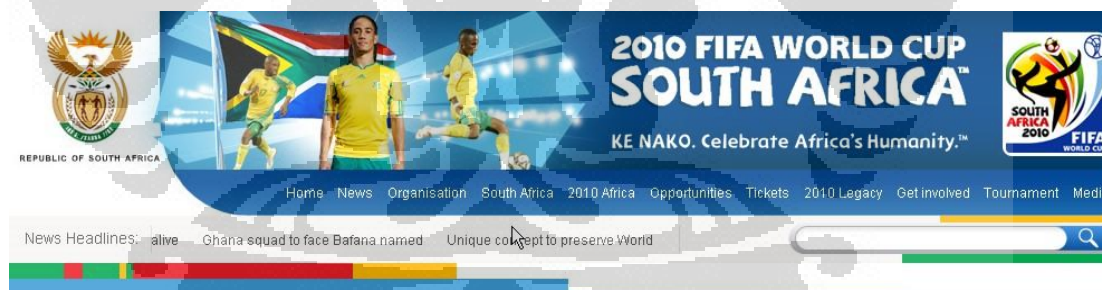 2010 FIFA WORLD CUP
SOUTH AFRICA™
KE NAKO. Celebrate Africa's Humanity.™
SOUTH
AFRICA
2010
FIFA
WORLD CU
REPUBLIC OF SOUTH AFRICA
Home News Organisation South Africa 2010 Africa Opportunities Tickets 2010 Legacy Get involved Tournament Medi
News Headlines: alive Ghana squad to face Bafana named Unique concept to preserve World